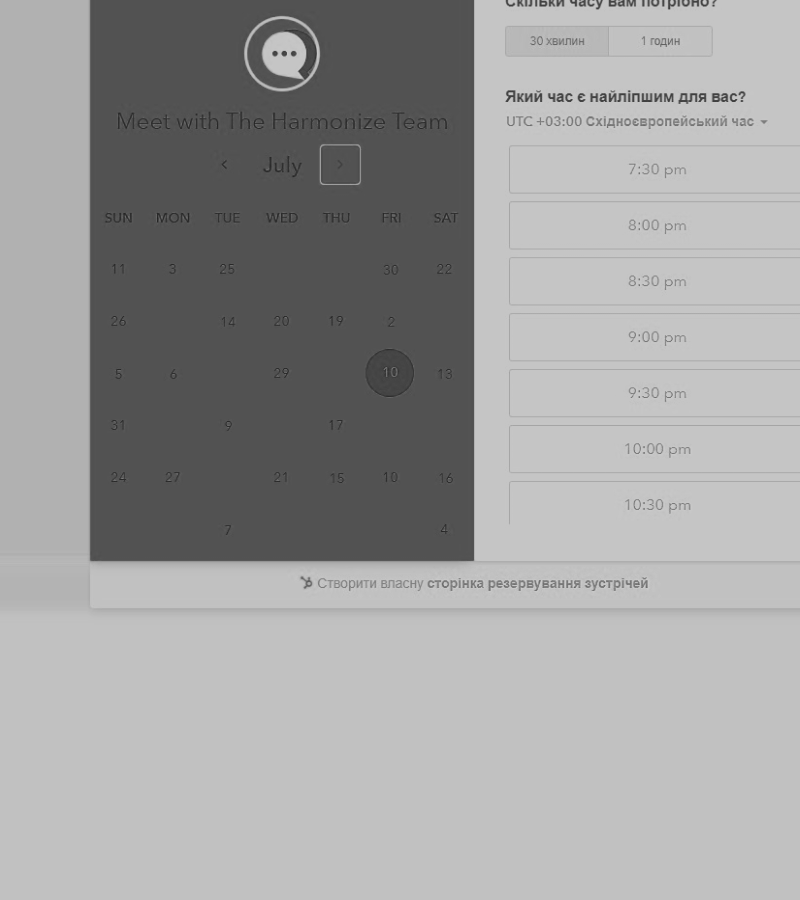 Скільки часу вам потрібно?
30 хвилин 1 годин
Meet with The Harmonize Team
July
SUN MON TUE WED THU FRI SAT
11 3 25 30 22
26 14 20 19 2
5 6 29 10 13
31 9 17
24 27 21 15 10 16
7 4
Який час є найліпшим для вас?
UTC +03:00 Східноєвропейський час
7:30 pm
8:00 pm
8:30 pm
9:00 pm
9:30 pm
10:00 pm
10:30 pm
Створити власну сторінка резервування зустрічей